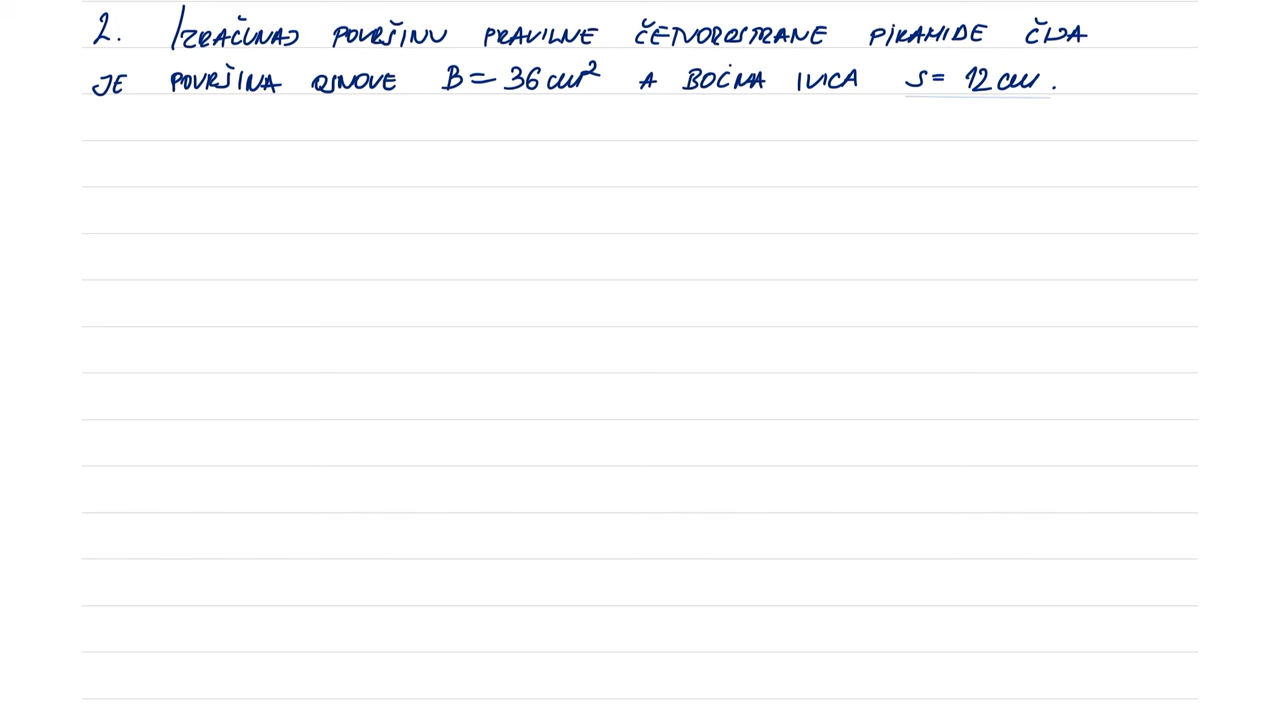 2. IZRAČUNAJ POVRŠINU PRAVILNE ČETVOROSTRANE PIRAMIDE ČIJA
JE POVRŠINA OSNOVE B = 36 cm² A BOČNA IVICA s = 12 cm.